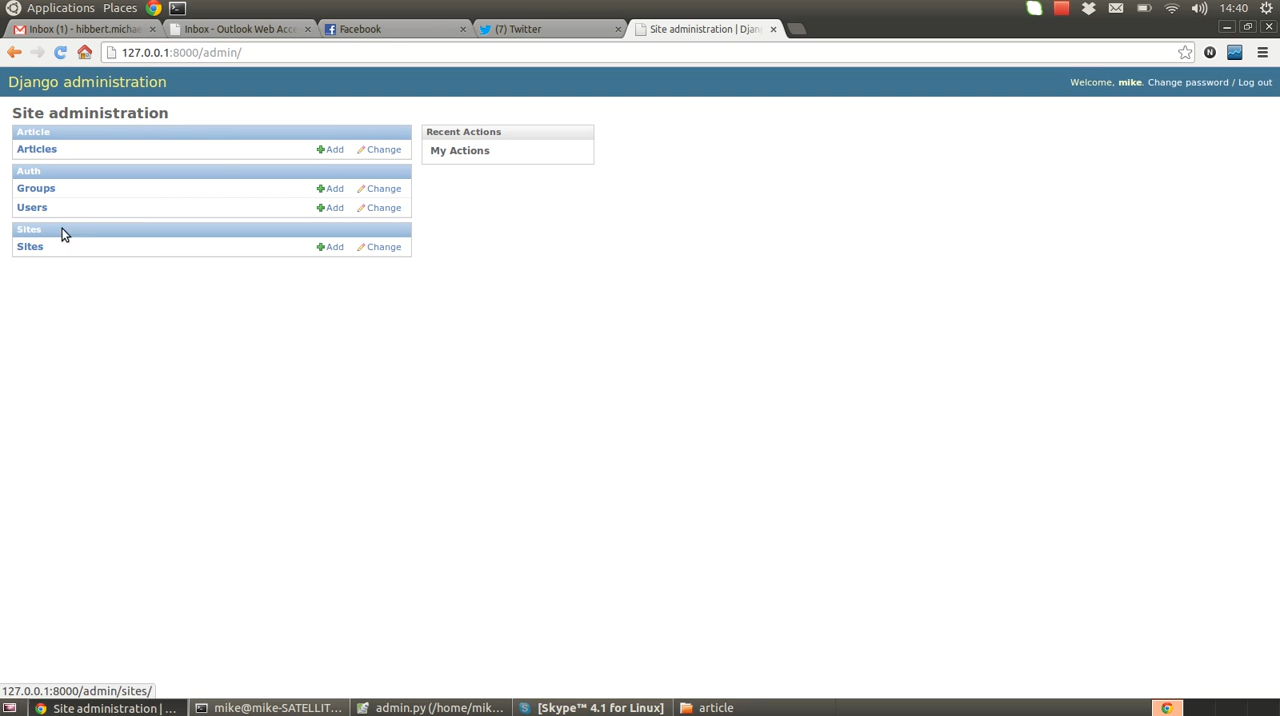 Applications Places 14:40
Inbox (1) - hibbert.michae
Inbox - Outlook Web Acce
Facebook
(7) Twitter
Site administration | Djan
127.0.0.1:8000/admin/
Django administration
Welcome, mike. Change password / Log out
Site administration
Article
Articles Add Change
Auth
Groups Add Change
Users Add Change
Sites
Sites Add Change
Recent Actions
My Actions
127.0.0.1:8000/admin/sites/
Site administration | ...
mike@mike-SATELLIT...
admin.py (/home/mik...
[Skype™ 4.1 for Linux]
article